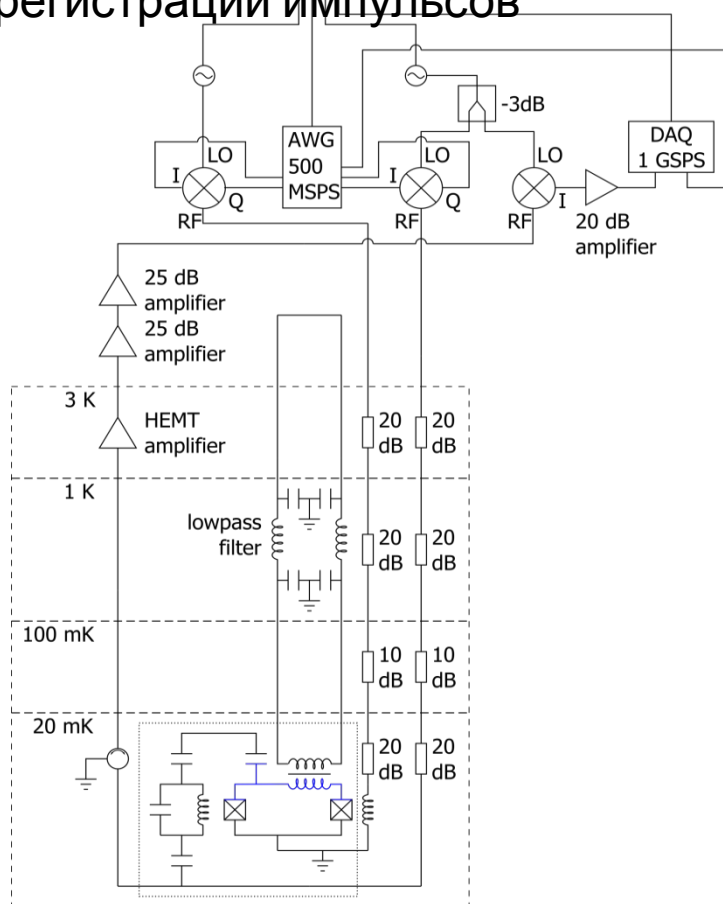 регистрации импульсов
-3dB
AWG
500
MSPS
DAQ
1 GSPS
LO
I
Q
RF
LO
I
Q
RF
LO
I
RF
20 dB
amplifier
25 dB
amplifier
25 dB
amplifier
3 K
HEMT
amplifier
20
dB
20
dB
1 K
lowpass
filter
20
dB
20
dB
100 mK
10
dB
10
dB
20 mK
20
dB
20
dB